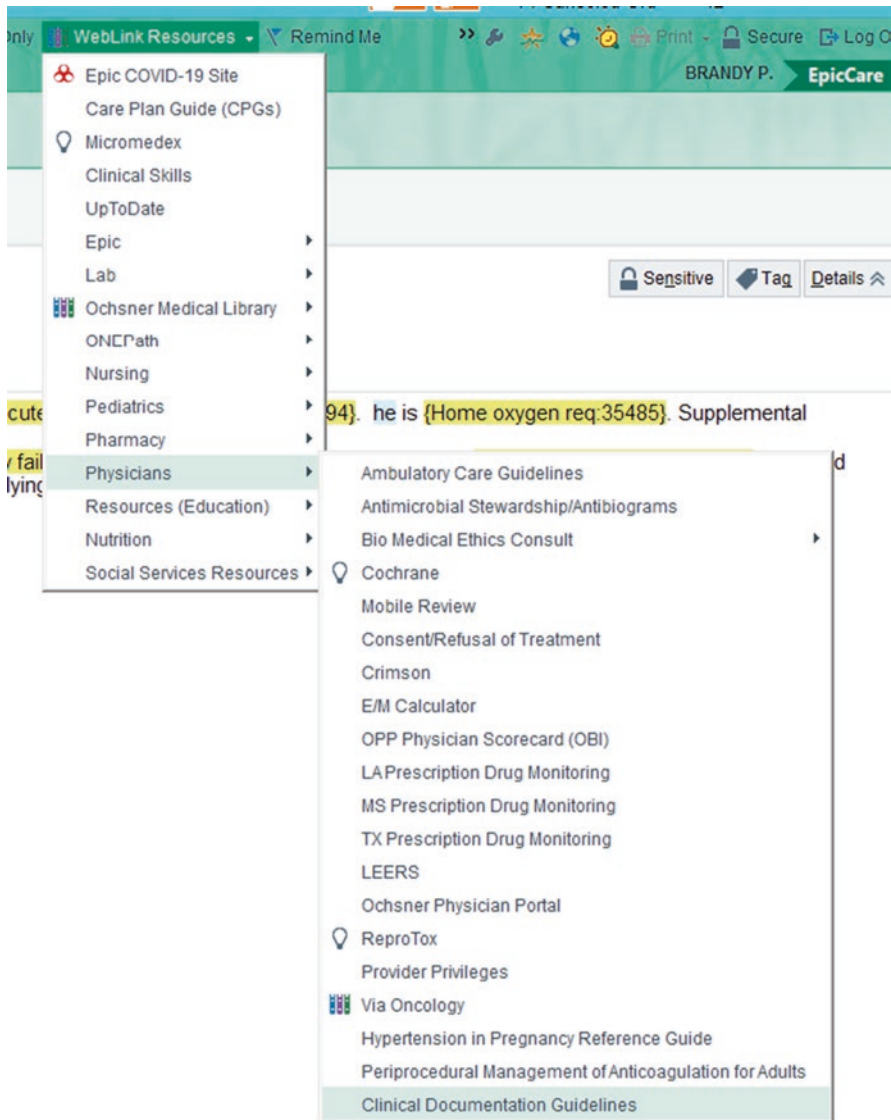 WebLink Resources
Remind Me
Print
Secure
BRANDY P.
EpicCare
Epic COVID-19 Site
Care Plan Guide (CPGs)
Micromedex
Clinical Skills
UpToDate
Epic
Lab
Sensitive
Tag
Details
Ochsner Medical Library
ONEPath
Nursing
Pediatrics
94}. he is {Home oxygen req:35485}. Supplemental
Pharmacy
Physicians
Resources (Education)
Nutrition
Social Services Resources
Ambulatory Care Guidelines
Antimicrobial Stewardship/Antibiograms
Bio Medical Ethics Consult
Cochrane
Mobile Review
Consent/Refusal of Treatment
Crimson
E/M Calculator
OPP Physician Scorecard (OBI)
LA Prescription Drug Monitoring
MS Prescription Drug Monitoring
TX Prescription Drug Monitoring
LEERS
Ochsner Physician Portal
ReproTox
Provider Privileges
Via Oncology
Hypertension in Pregnancy Reference Guide
Periprocedural Management of Anticoagulation for Adults
Clinical Documentation Guidelines